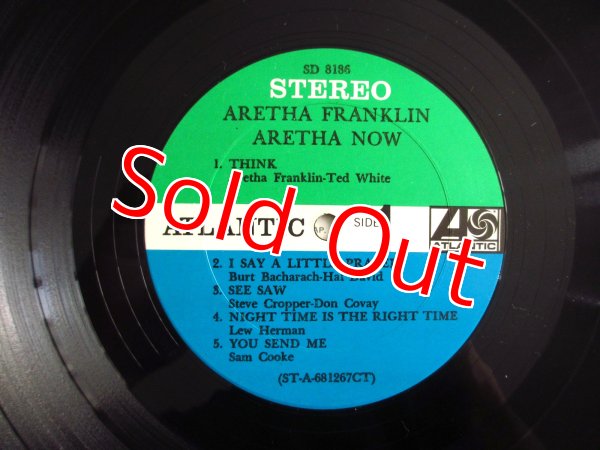 SD 8186
STEREO
ARETHA FRANKLIN
ARETHA NOW
1. THINK
Franklin-Ted White
Sold Out
ATLANTIC
SIDE
ATLANTIC
2. I SAY A LITTLE
Burt Bacharach-Hal David
3. SEE SAW
Steve Cropper-Don Covay
4. NIGHT TIME IS THE RIGHT TIME
Lew Herman
5. YOU SEND ME
Sam Cooke
(ST-A-681267CT)